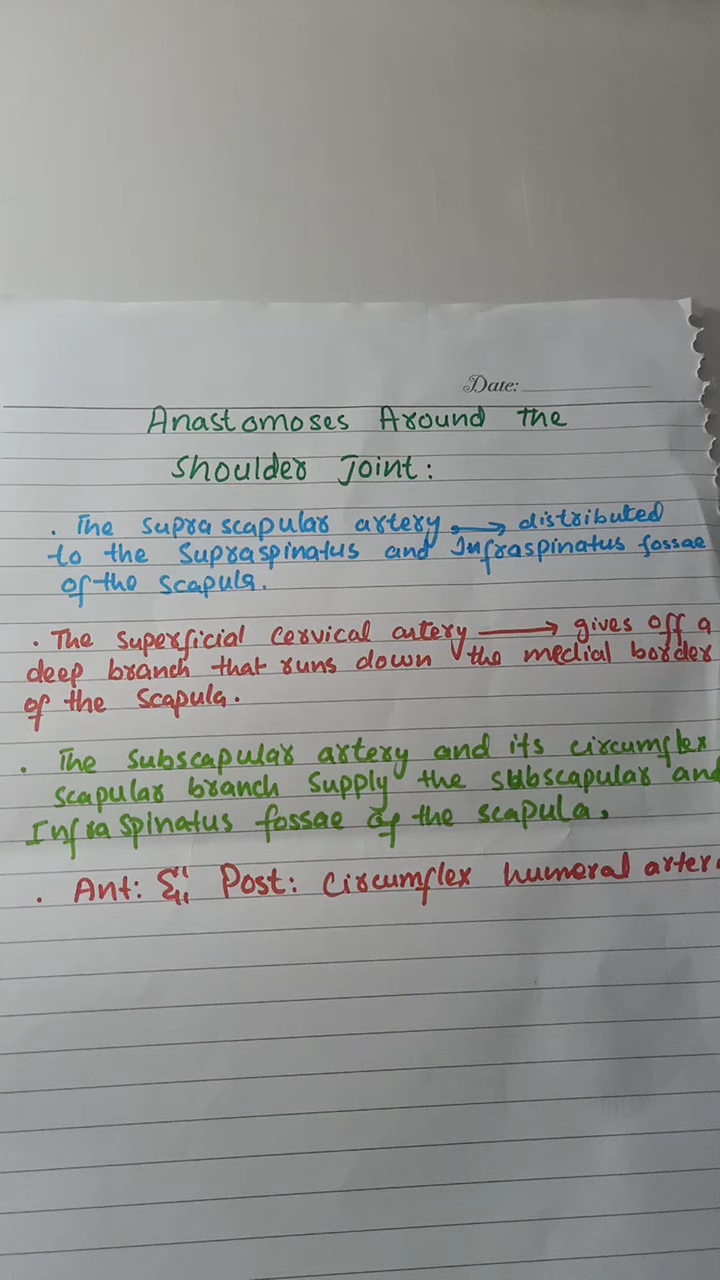 Date:
Anastomoses Around the
Shoulder Joint:
. The suprascapular artery → distributed
to the Supraspinatus and Infraspinatus fossae
of the scapula.
. The superficial cervical artery → gives off a
deep branch that runs down the medial border
of the scapula.
. The subscapular artery and its circumflex
scapular branch supply the subscapular and
Infraspinatus fossae of the scapula.
. Ant: & Post: circumflex humeral arter